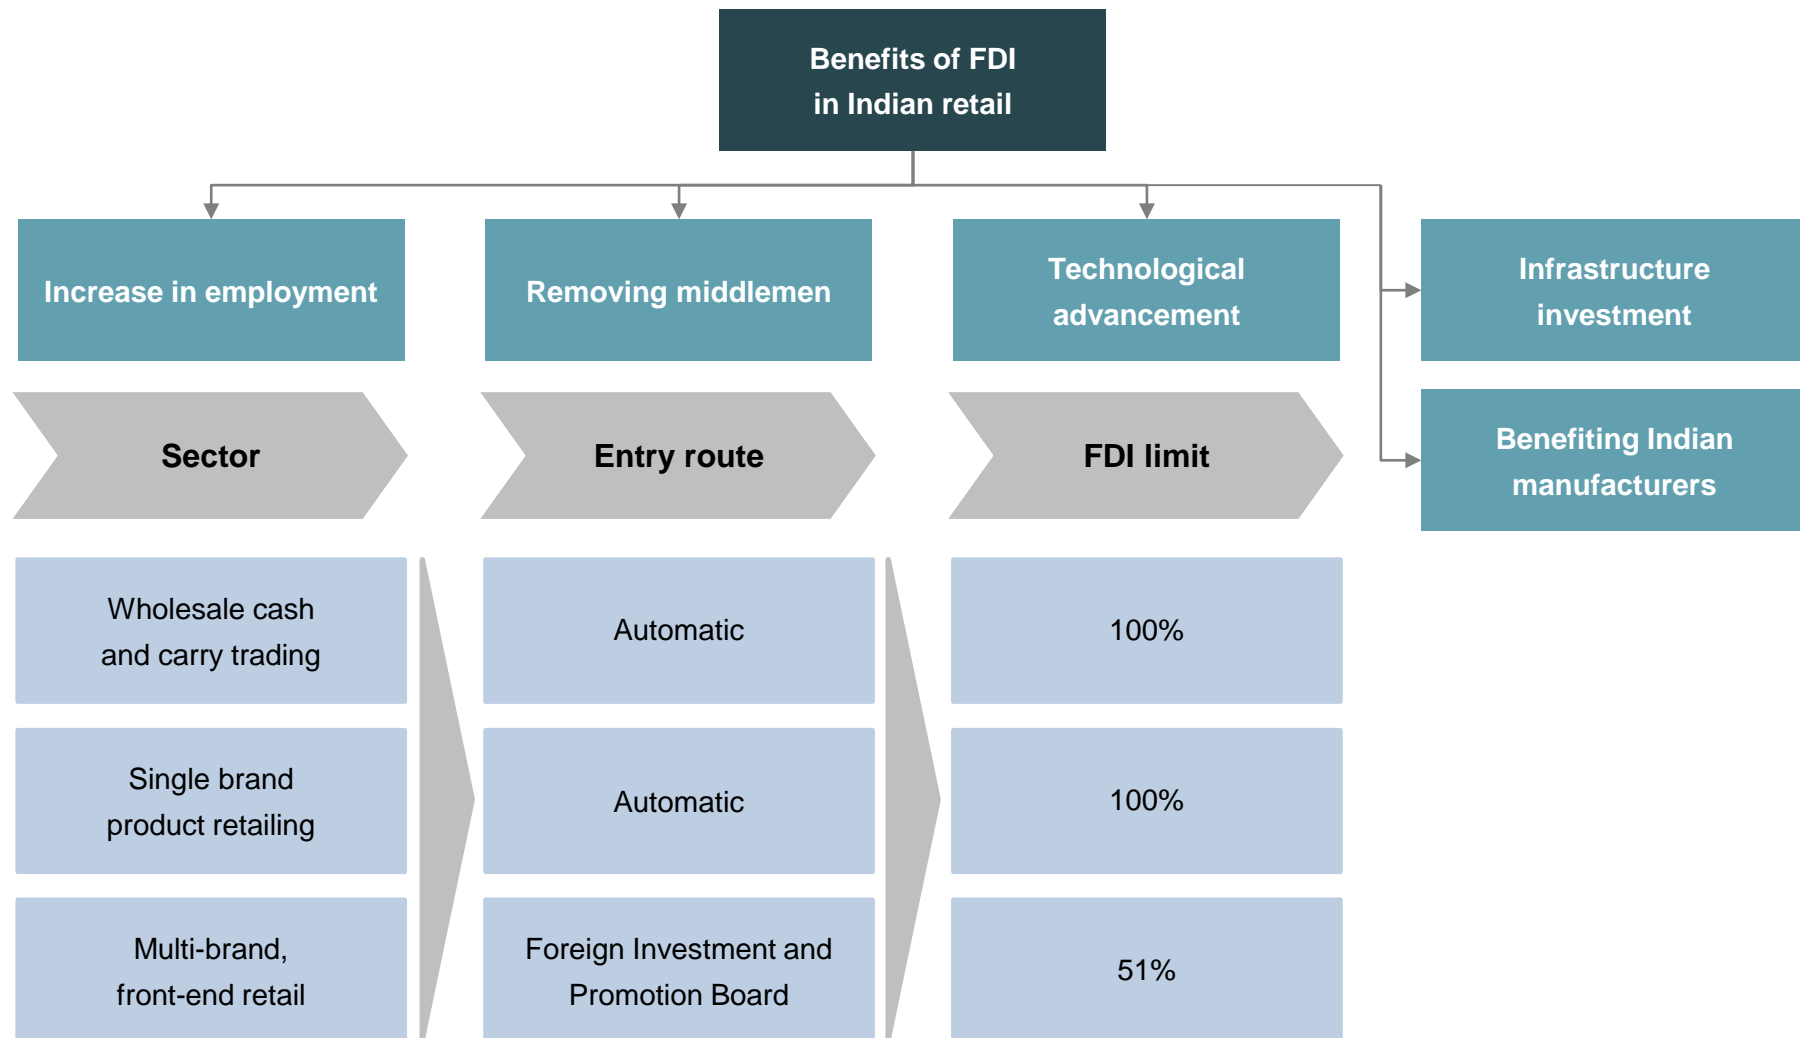 Benefits of FDI
in Indian retail
Increase in employment
Removing middlemen
Technological
advancement
Infrastructure
investment
Benefiting Indian
manufacturers
Sector
Entry route
FDI limit
Wholesale cash
and carry trading
Automatic
100%
Single brand
product retailing
Automatic
100%
Multi-brand,
front-end retail
Foreign Investment and
Promotion Board
51%